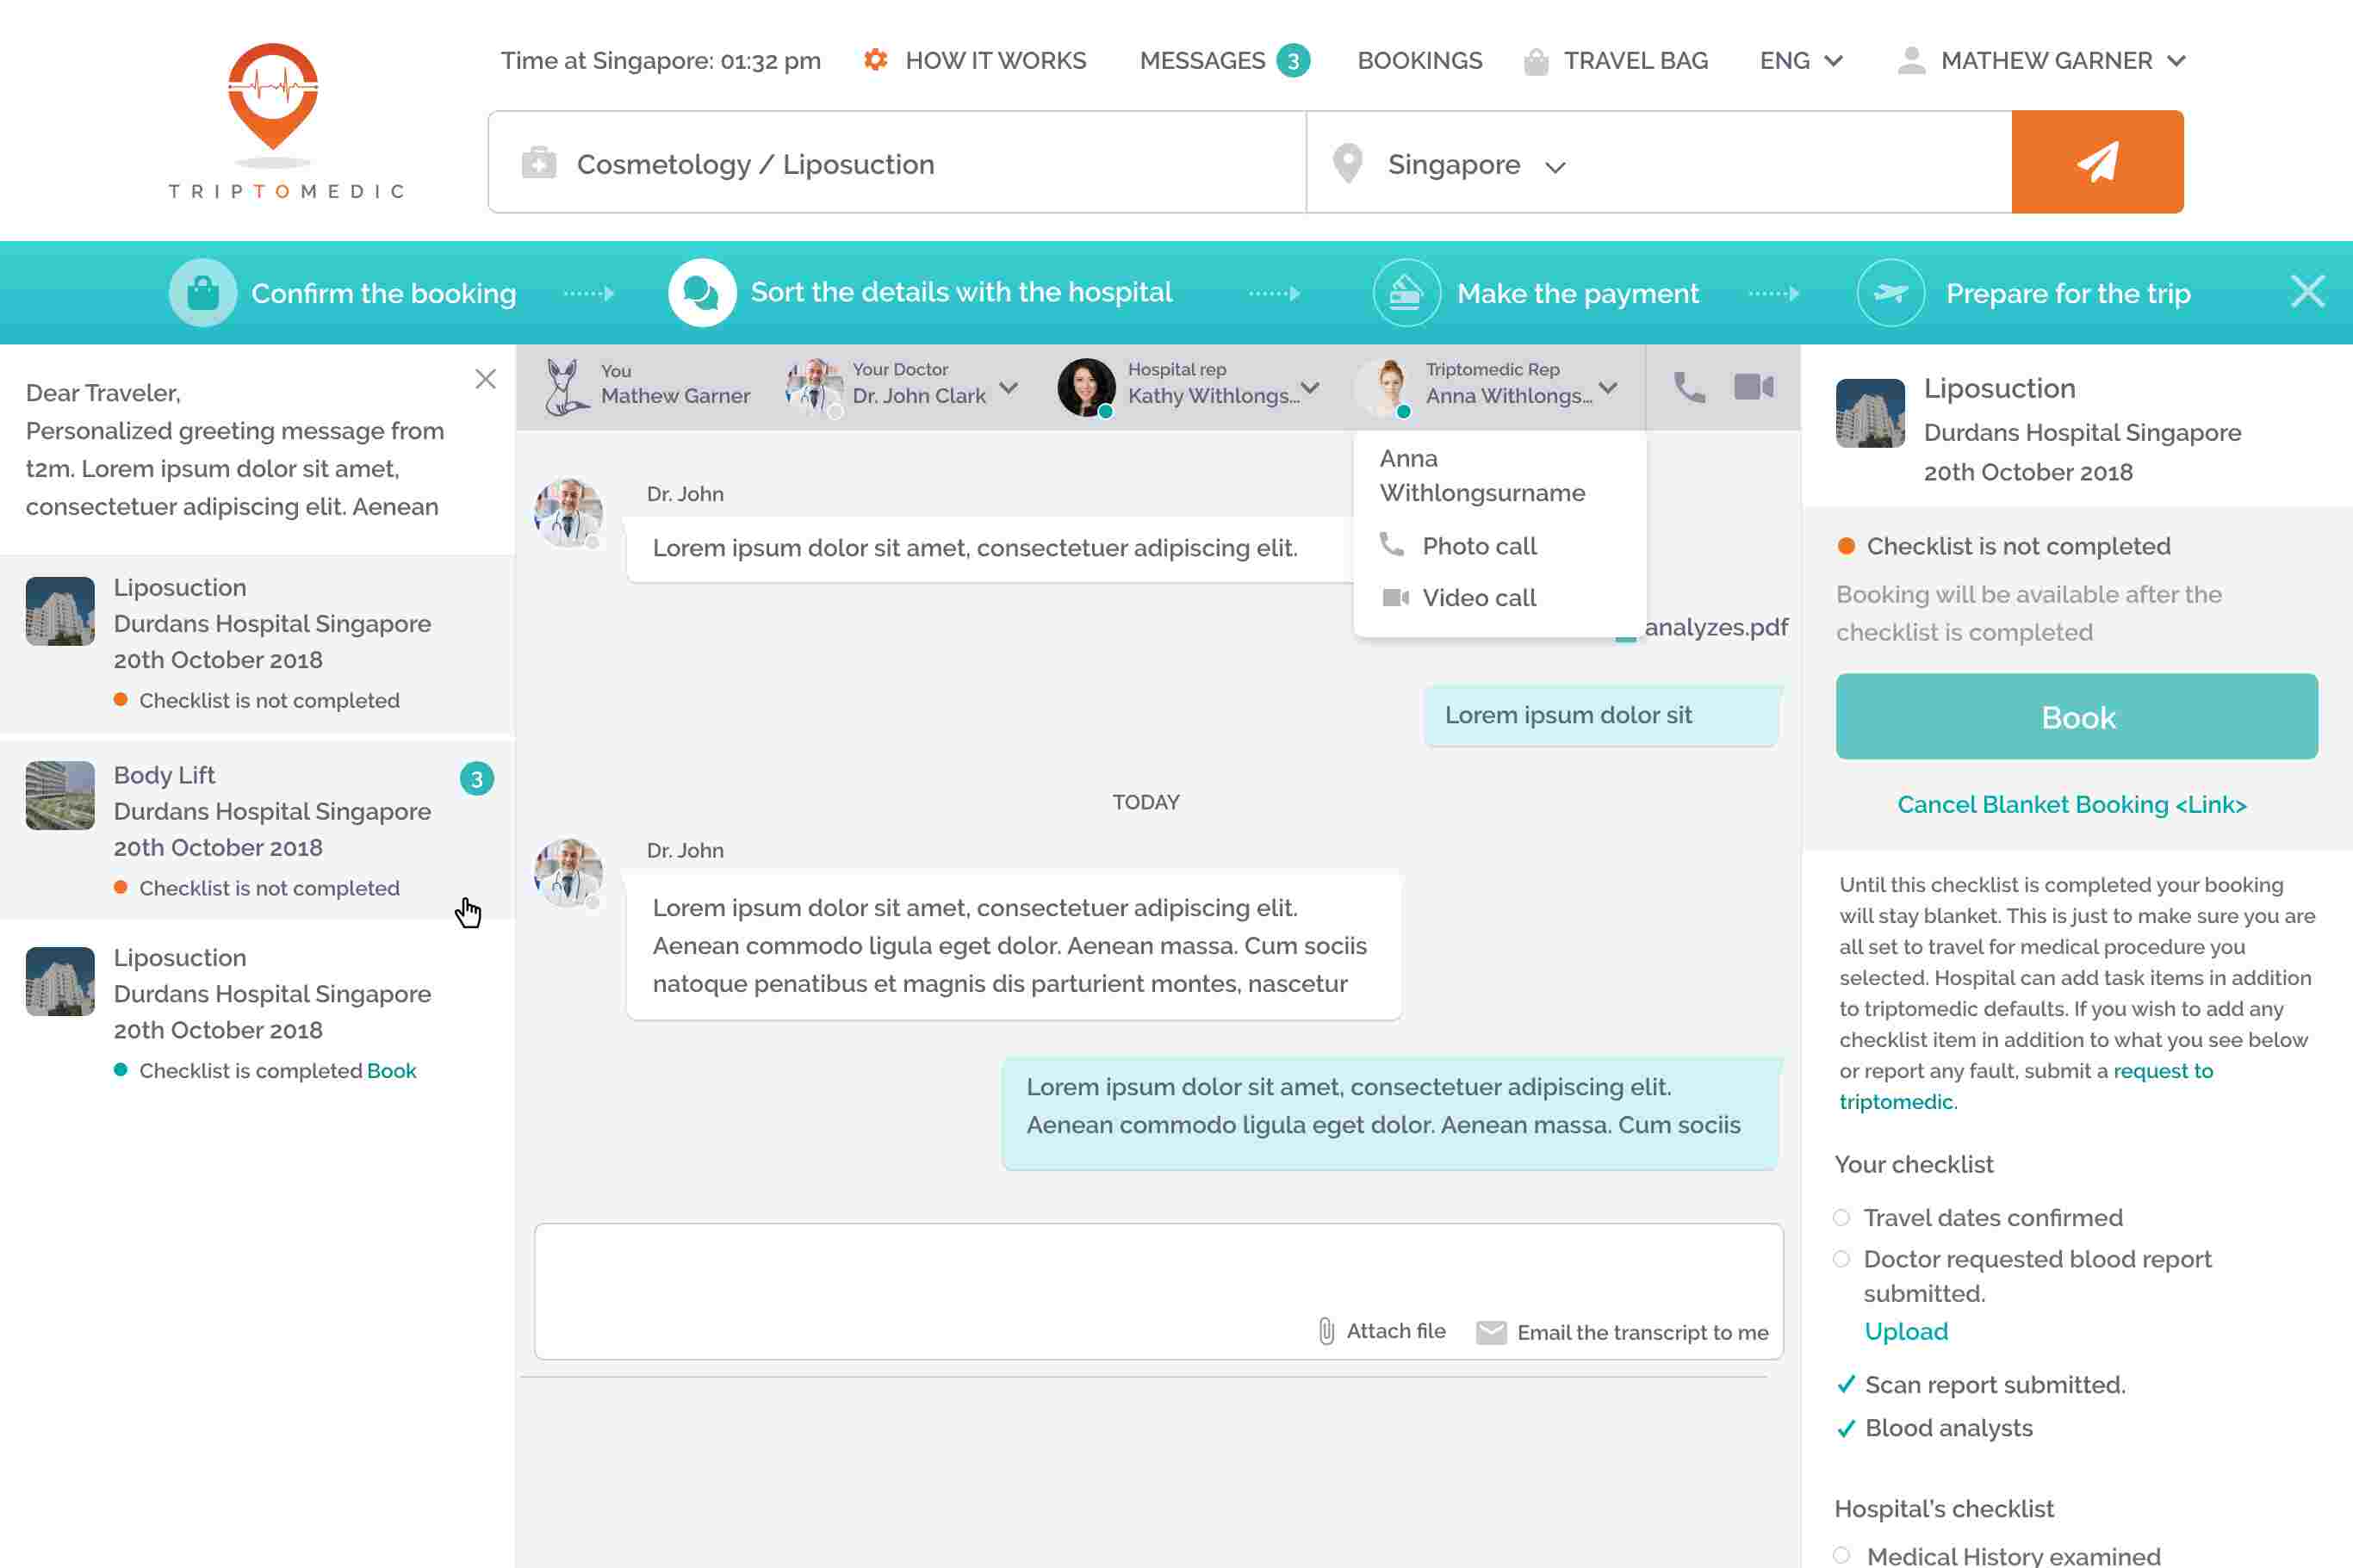 Time at Singapore: 01:32 pm
HOW IT WORKS
MESSAGES 3
BOOKINGS
TRAVEL BAG
ENG
MATHEW GARNER
TRIPTOMEDIC
Cosmetology / Liposuction
Singapore
Confirm the booking
Sort the details with the hospital
Make the payment
Prepare for the trip
Dear Traveler,
Personalized greeting message from
t2m. Lorem ipsum dolor sit amet,
consectetuer adipiscing elit. Aenean
Liposuction
Durdans Hospital Singapore
20th October 2018
Checklist is not completed
Body Lift
3
Durdans Hospital Singapore
20th October 2018
Checklist is not completed
Liposuction
Durdans Hospital Singapore
20th October 2018
Checklist is completed Book
You
Mathew Garner
Your Doctor
Dr. John Clark
Hospital rep
Kathy Withlongs...
Triptomedic Rep
Anna Withlongs...
Anna
Withlongsurname
Photo call
Video call
Dr. John
Lorem ipsum dolor sit amet, consectetuer adipiscing elit.
analyzes.pdf
Lorem ipsum dolor sit
TODAY
Dr. John
Lorem ipsum dolor sit amet, consectetuer adipiscing elit.
Aenean commodo ligula eget dolor. Aenean massa. Cum sociis
natoque penatibus et magnis dis parturient montes, nascetur
Lorem ipsum dolor sit amet, consectetuer adipiscing elit.
Aenean commodo ligula eget dolor. Aenean massa. Cum sociis
Attach file
Email the transcript to me
Liposuction
Durdans Hospital Singapore
20th October 2018
Checklist is not completed
Booking will be available after the
checklist is completed
Book
Cancel Blanket Booking <Link>
Until this checklist is completed your booking
will stay blanket. This is just to make sure you are
all set to travel for medical procedure you
selected. Hospital can add task items in addition
to triptomedic defaults. If you wish to add any
checklist item in addition to what you see below
or report any fault, submit a request to
triptomedic.
Your checklist
Travel dates confirmed
Doctor requested blood report
submitted.
Upload
Scan report submitted.
Blood analysts
Hospital's checklist
Medical History examined